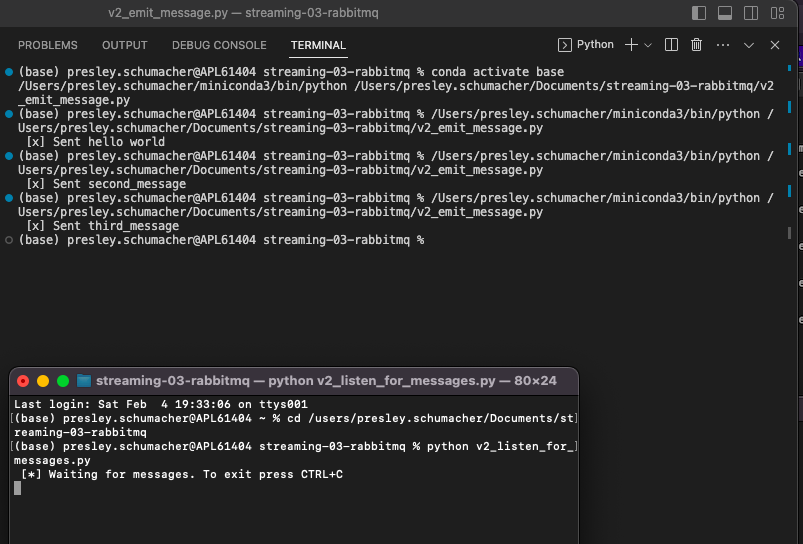 v2_emit_message.py — streaming-03-rabbitmq
PROBLEMS OUTPUT DEBUG CONSOLE TERMINAL Python
(base) presley.schumacher@APL61404 streaming-03-rabbitmq % conda activate base
/Users/presley.schumacher/miniconda3/bin/python /Users/presley.schumacher/Documents/streaming-03-rabbitmq/v2
_emit_message.py
(base) presley.schumacher@APL61404 streaming-03-rabbitmq % /Users/presley.schumacher/miniconda3/bin/python /
Users/presley.schumacher/Documents/streaming-03-rabbitmq/v2_emit_message.py
[x] Sent hello world
(base) presley.schumacher@APL61404 streaming-03-rabbitmq % /Users/presley.schumacher/miniconda3/bin/python /
Users/presley.schumacher/Documents/streaming-03-rabbitmq/v2_emit_message.py
[x] Sent second_message
(base) presley.schumacher@APL61404 streaming-03-rabbitmq % /Users/presley.schumacher/miniconda3/bin/python /
Users/presley.schumacher/Documents/streaming-03-rabbitmq/v2_emit_message.py
[x] Sent third_message
(base) presley.schumacher@APL61404 streaming-03-rabbitmq %
streaming-03-rabbitmq — python v2_listen_for_messages.py — 80×24
Last login: Sat Feb  4 19:33:06 on ttys001
[(base) presley.schumacher@APL61404 ~ % cd /users/presley.schumacher/Documents/st]
reaming-03-rabbitmq
[(base) presley.schumacher@APL61404 streaming-03-rabbitmq % python v2_listen_for_]
messages.py
[*] Waiting for messages. To exit press CTRL+C